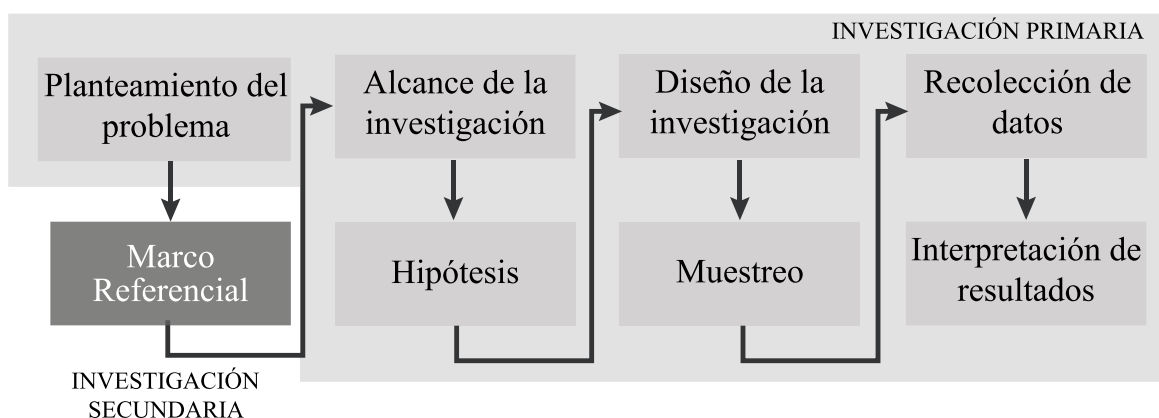 INVESTIGACIÓN PRIMARIA
Planteamiento del
problema
Marco
Referencial
INVESTIGACIÓN
SECUNDARIA
Alcance de la
investigación
Hipótesis
Diseño de la
investigación
Muestreo
Recolección de
datos
Interpretación de
resultados